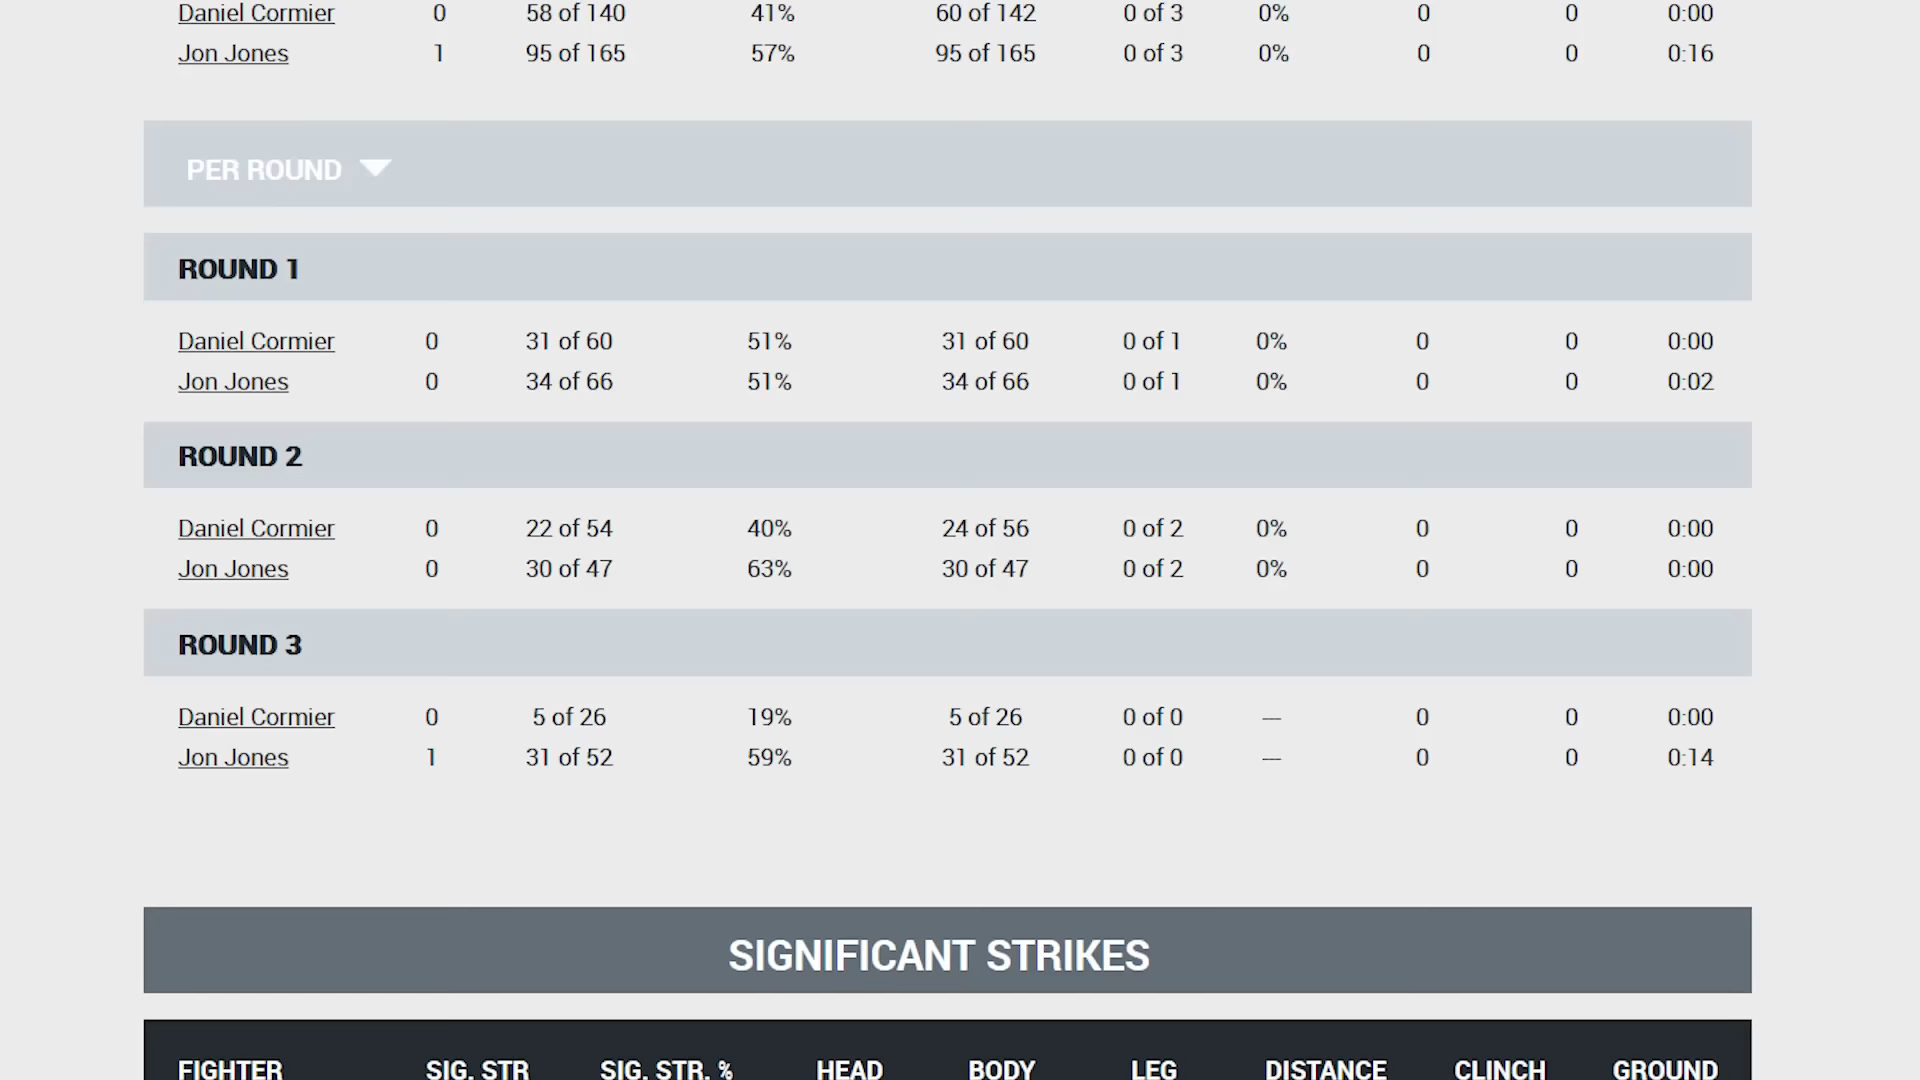 Daniel Cormier 0 58 of 140 41% 60 of 142 0 of 3 0% 0 0 0:00
Jon Jones 1 95 of 165 57% 95 of 165 0 of 3 0% 0 0 0:16
PER ROUND
ROUND 1
Daniel Cormier 0 31 of 60 51% 31 of 60 0 of 1 0% 0 0 0:00
Jon Jones 0 34 of 66 51% 34 of 66 0 of 1 0% 0 0 0:02
ROUND 2
Daniel Cormier 0 22 of 54 40% 24 of 56 0 of 2 0% 0 0 0:00
Jon Jones 0 30 of 47 63% 30 of 47 0 of 2 0% 0 0 0:00
ROUND 3
Daniel Cormier 0 5 of 26 19% 5 of 26 0 of 0 --- 0 0 0:00
Jon Jones 1 31 of 52 59% 31 of 52 0 of 0 --- 0 0 0:14
SIGNIFICANT STRIKES
FIGHTER SIG. STR SIG. STR. % HEAD BODY LEG DISTANCE CLINCH GROUND